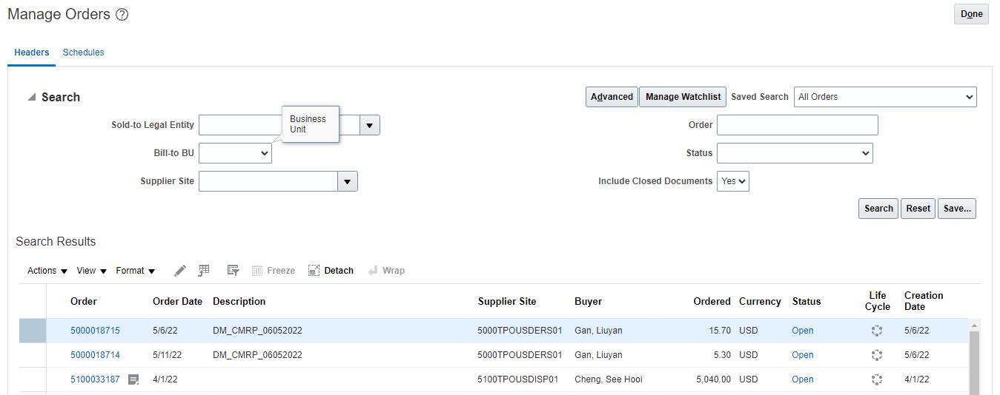 Manage Orders
Done
Headers Schedules
Search
Advanced Manage Watchlist Saved Search All Orders
Sold-to Legal Entity
Business
Unit
Order
Bill-to BU
Status
Supplier Site
Include Closed Documents Yes
Search Reset Save...
Search Results
Actions View Format Freeze Detach Wrap
Order Order Date Description Supplier Site Buyer Ordered Currency Status Life Cycle Creation Date
5000018715 5/6/22 DM_CMRP_06052022 5000TPOUSDERS01 Gan, Liuyan 15.70 USD Open 5/6/22
5000018714 5/11/22 DM_CMRP_06052022 5000TPOUSDERS01 Gan, Liuyan 5.30 USD Open 5/6/22
5100033187 4/1/22 5100TPOUSDISP01 Cheng, See Hooi 5,040.00 USD Open 4/1/22